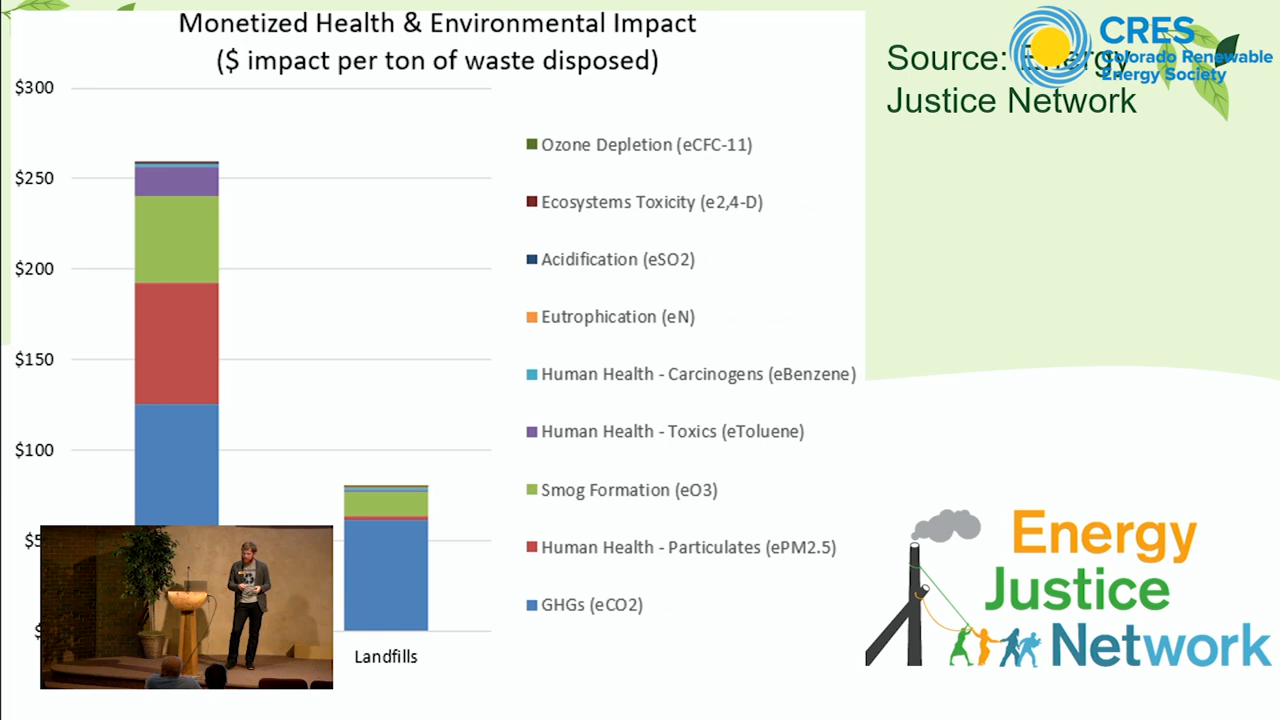 Monetized Health & Environmental Impact
($ impact per ton of waste disposed)
$300
$250
$200
$150
$100
Landfills
Ozone Depletion (eCFC-11)
Ecosystems Toxicity (e2,4-D)
Acidification (eSO2)
Eutrophication (eN)
Human Health - Carcinogens (eBenzene)
Human Health - Toxics (eToluene)
Smog Formation (eO3)
Human Health - Particulates (ePM2.5)
GHGs (eCO2)
Source: Energy
Justice Network
CRES
Colorado Renewable
Energy Society
Energy
Justice
Network